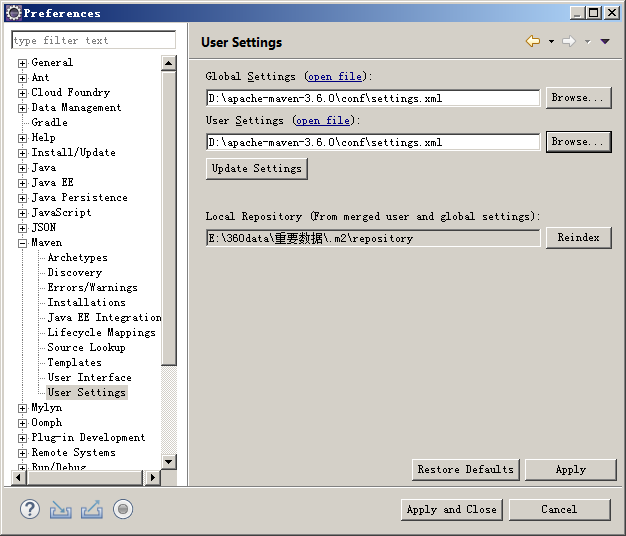 Preferences
type filter text
General
Ant
Cloud Foundry
Data Management
Gradle
Help
Install/Update
Java
Java EE
Java Persistence
JavaScript
JSON
Maven
Archetypes
Discovery
Errors/Warnings
Installations
Java EE Integration
Lifecycle Mappings
Source Lookup
Templates
User Interface
User Settings
Mylyn
Oomph
Plug-in Development
Remote Systems
Run/Debug
User Settings
Global Settings (open file):
D:\apache-maven-3.6.0\conf\settings.xml Browse...
User Settings (open file):
D:\apache-maven-3.6.0\conf\settings.xml Browse...
Update Settings
Local Repository (From merged user and global settings):
E:\360data\重要数据\.m2\repository Reindex
Restore Defaults Apply
Apply and Close Cancel